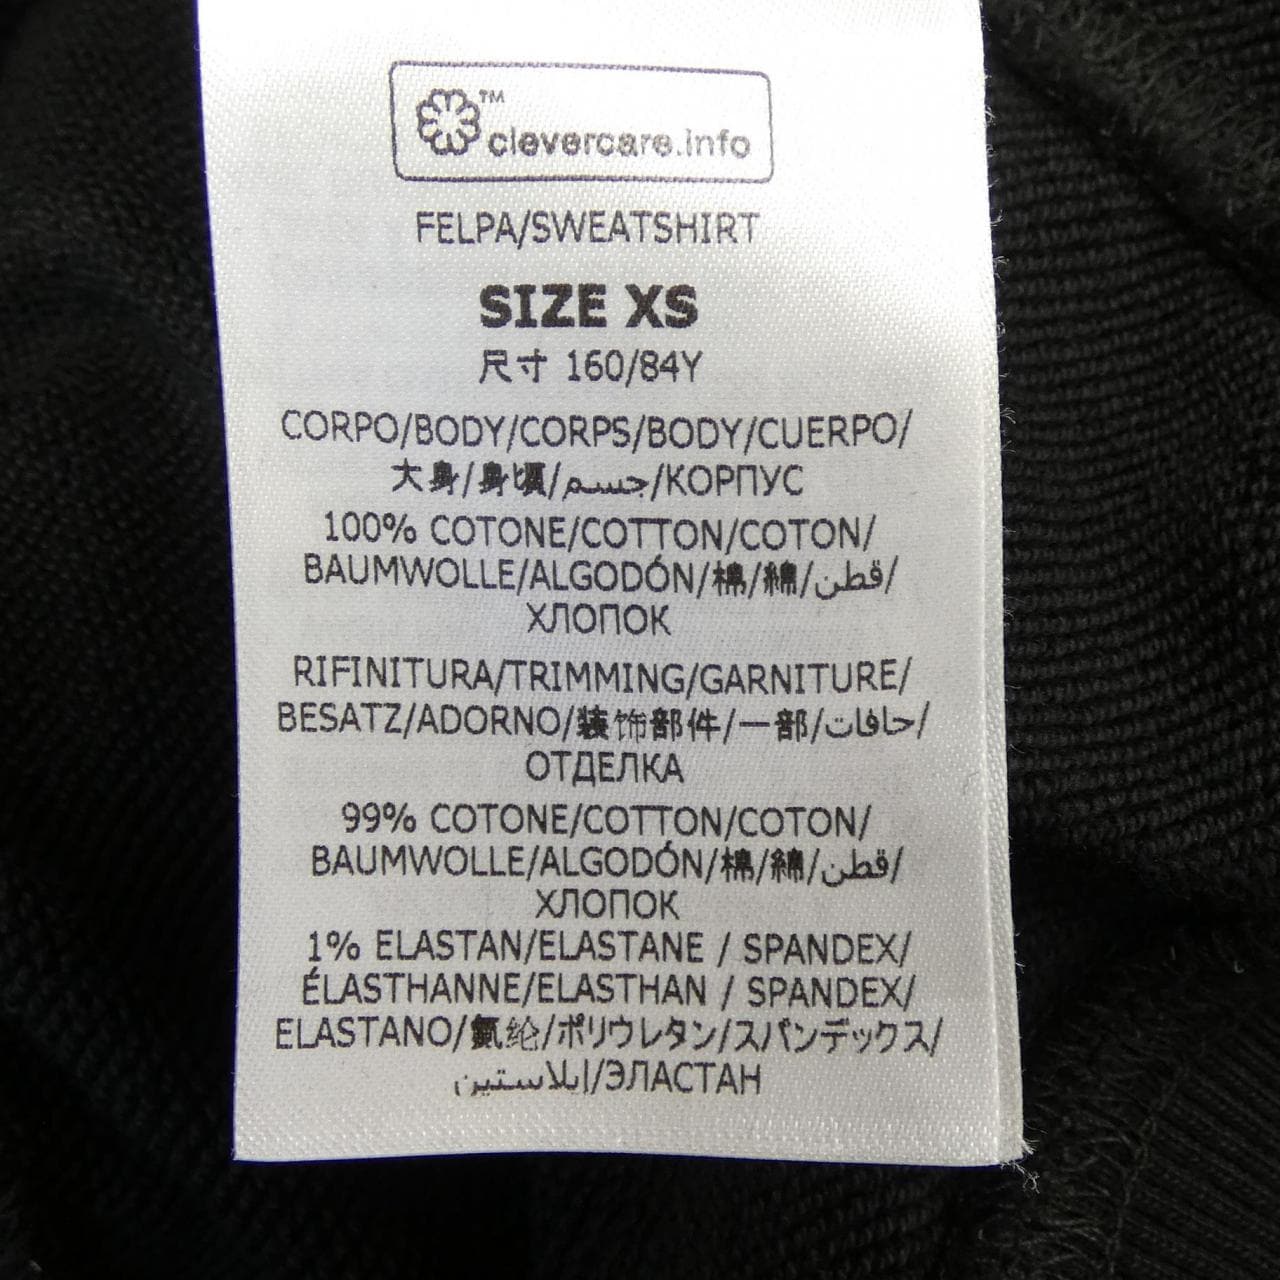 ™ clevercare.info
FELPA/SWEATSHIRT
SIZE XS
尺寸 160/84Y
CORPO/BODY/CORPS/BODY/CUERPO/
大身/身頃/جسم/КОРПУС
100% COTONE/COTTON/COTON/
BAUMWOLLE/ALGODÓN/棉/綿/قطن/
ХЛОПОК
RIFINITURA/TRIMMING/GARNITURE/
BESATZ/ADORNO/装饰部件/一部/حافات/
ОТДЕЛКА
99% COTONE/COTTON/COTON/
BAUMWOLLE/ALGODÓN/棉/綿/قطن/
ХЛОПОК
1% ELASTAN/ELASTANE / SPANDEX/
ÉLASTHANNE/ELASTHAN / SPANDEX/
ELASTANO/氨纶/ポリウレタン/スパンデックス/
إيلاستين/ЭЛАСТАН